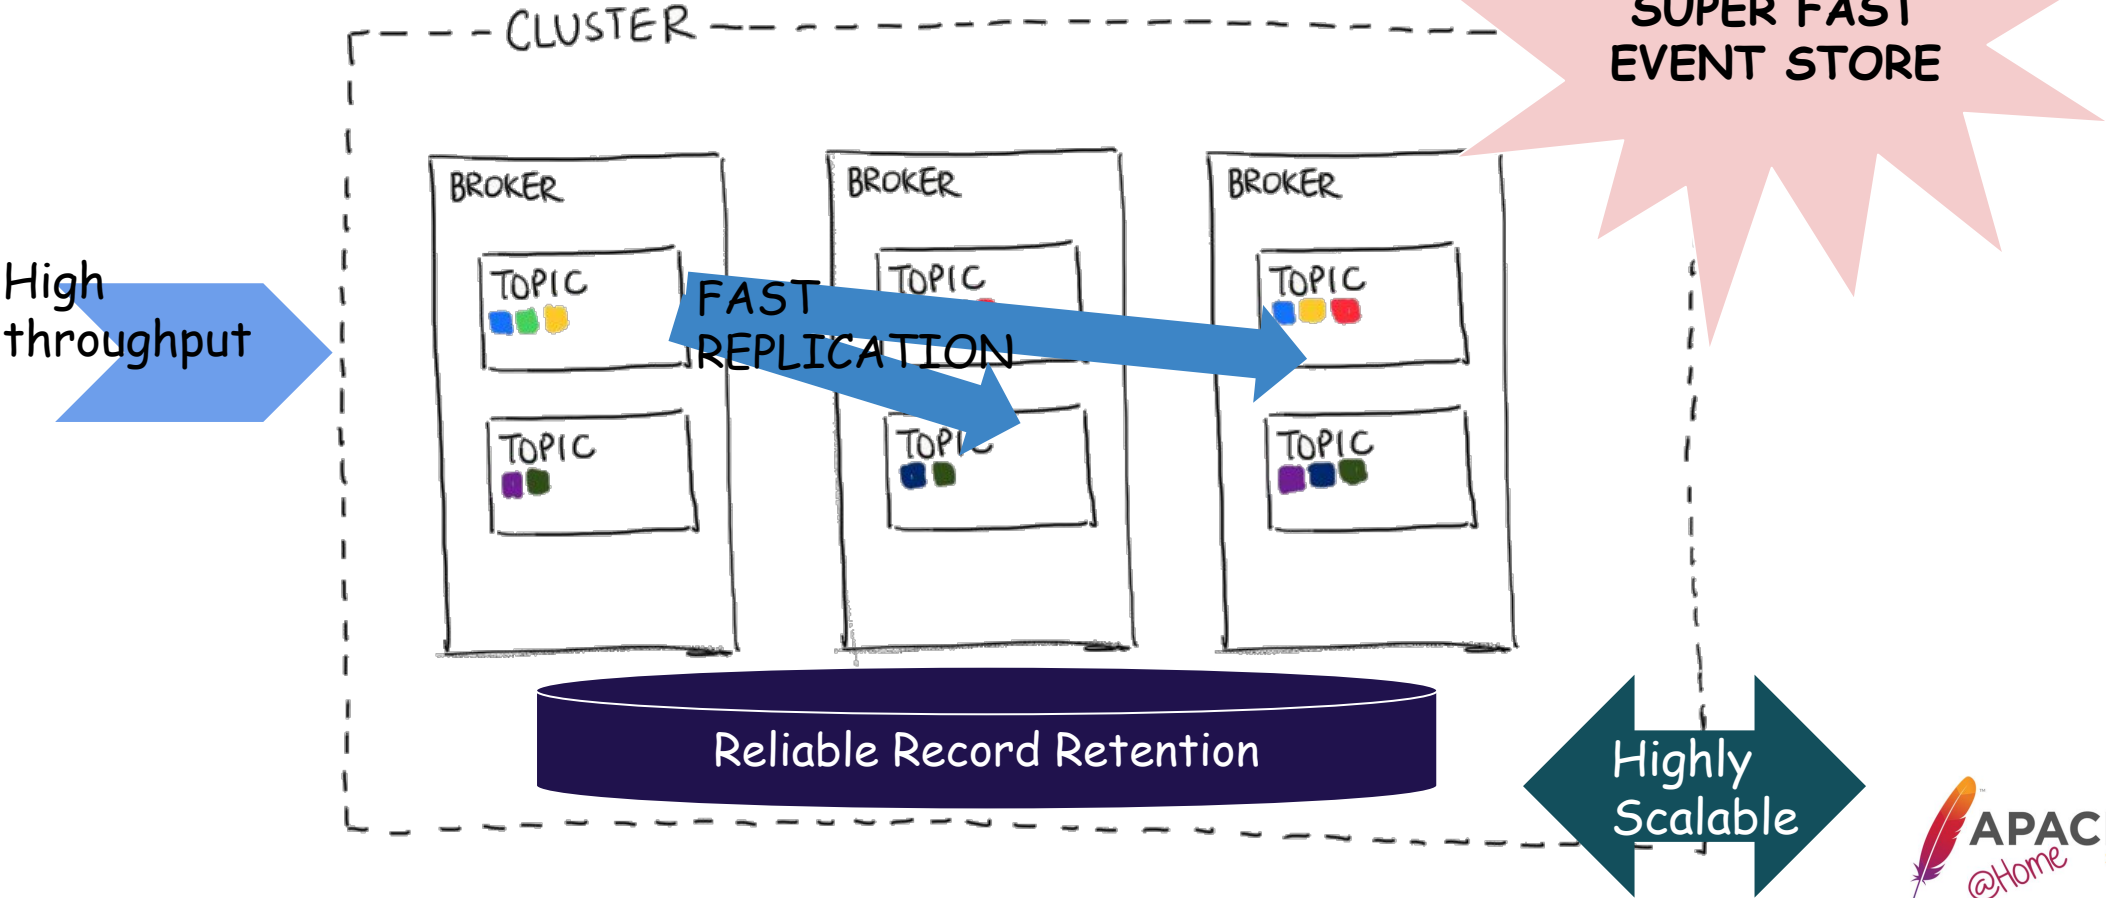 CLUSTER
SUPER FAST
EVENT STORE
BROKER
BROKER
BROKER
High
throughput
TOPIC
TOPIC
TOPIC
FAST
REPLICATION
TOPIC
TOPIC
TOPIC
Reliable Record Retention
Highly
Scalable
APAC
@Home